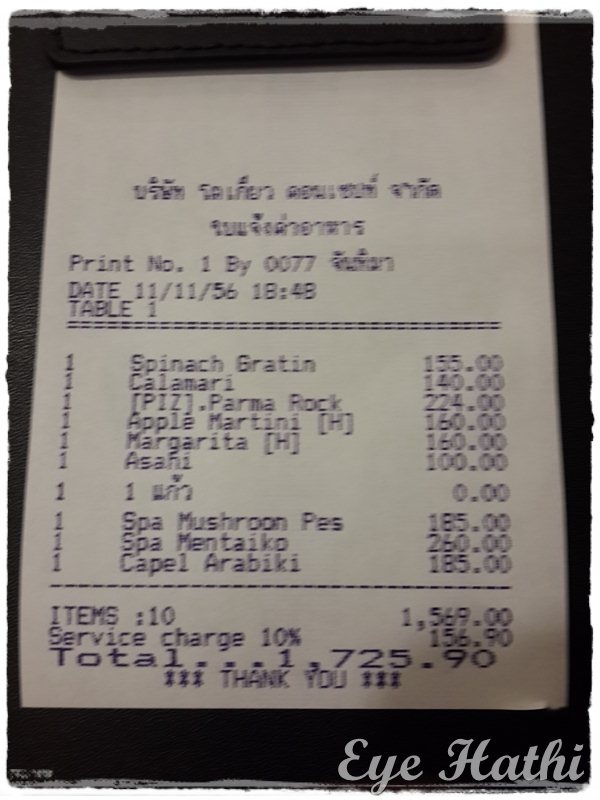 บริษัท โตเกียว คอนเซปท์ จำกัด
ใบแจ้งค่าอาหาร
Print No. 1 By 0077 จันทิมา
DATE 11/11/56 18:48
TABLE 1
1 Spinach Gratin 155.00
1 Calamari 140.00
1 [PIZ].Parma Rock 224.00
1 Apple Martini [H] 160.00
1 Margarita [H] 160.00
1 Asahi 100.00
1 1 แก้ว 0.00
1 Spa Mushroon Pes 185.00
1 Spa Mentaiko 260.00
1 Capel Arabiki 185.00
ITEMS :10 1,569.00
Service charge 10% 156.90
Total...1,725.90
*** THANK YOU ***
Eye Hathi